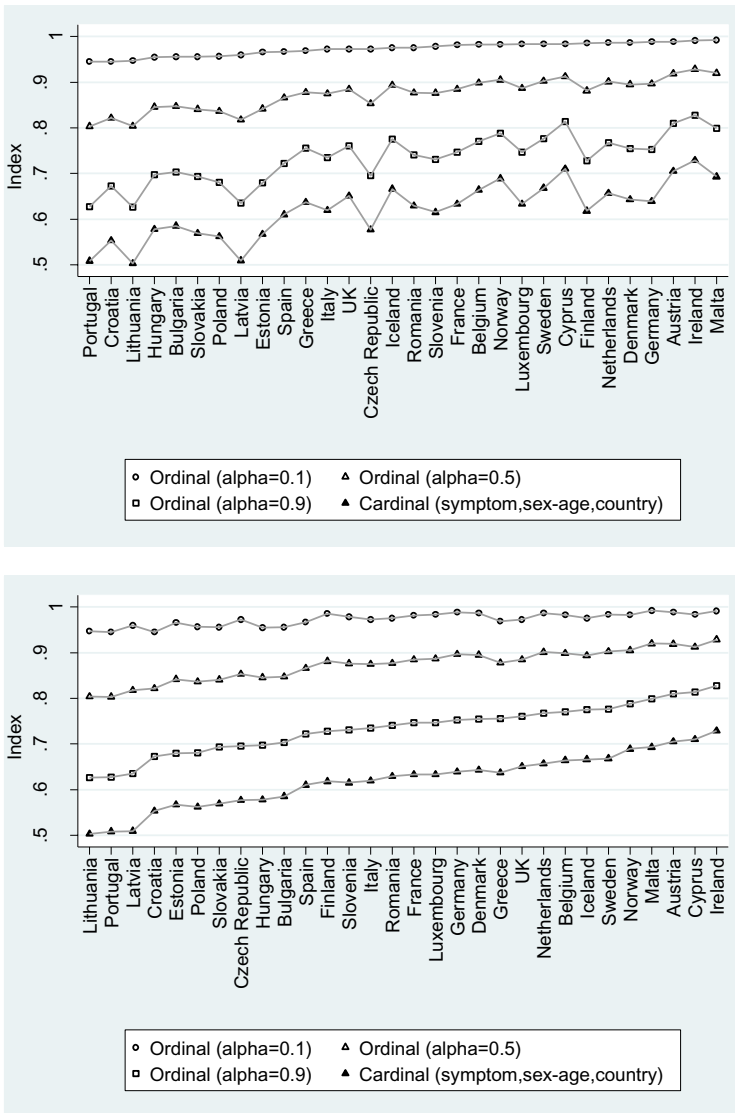 1
.9
.8
.7
.6
.5
Index
Portugal
Croatia
Lithuania
Hungary
Bulgaria
Slovakia
Poland
Latvia
Estonia
Spain
Greece
Italy
UK
Czech Republic
Iceland
Romania
Slovenia
France
Belgium
Norway
Luxembourg
Sweden
Cyprus
Finland
Netherlands
Denmark
Germany
Austria
Ireland
Malta
Ordinal (alpha=0.1) Ordinal (alpha=0.5)
Ordinal (alpha=0.9) Cardinal (symptom,sex-age,country)
1
.9
.8
.7
.6
.5
Index
Lithuania
Portugal
Latvia
Croatia
Estonia
Poland
Slovakia
Czech Republic
Hungary
Bulgaria
Spain
Finland
Slovenia
Italy
Romania
France
Luxembourg
Germany
Denmark
Greece
UK
Netherlands
Belgium
Iceland
Sweden
Norway
Malta
Austria
Cyprus
Ireland
Ordinal (alpha=0.1) Ordinal (alpha=0.5)
Ordinal (alpha=0.9) Cardinal (symptom,sex-age,country)